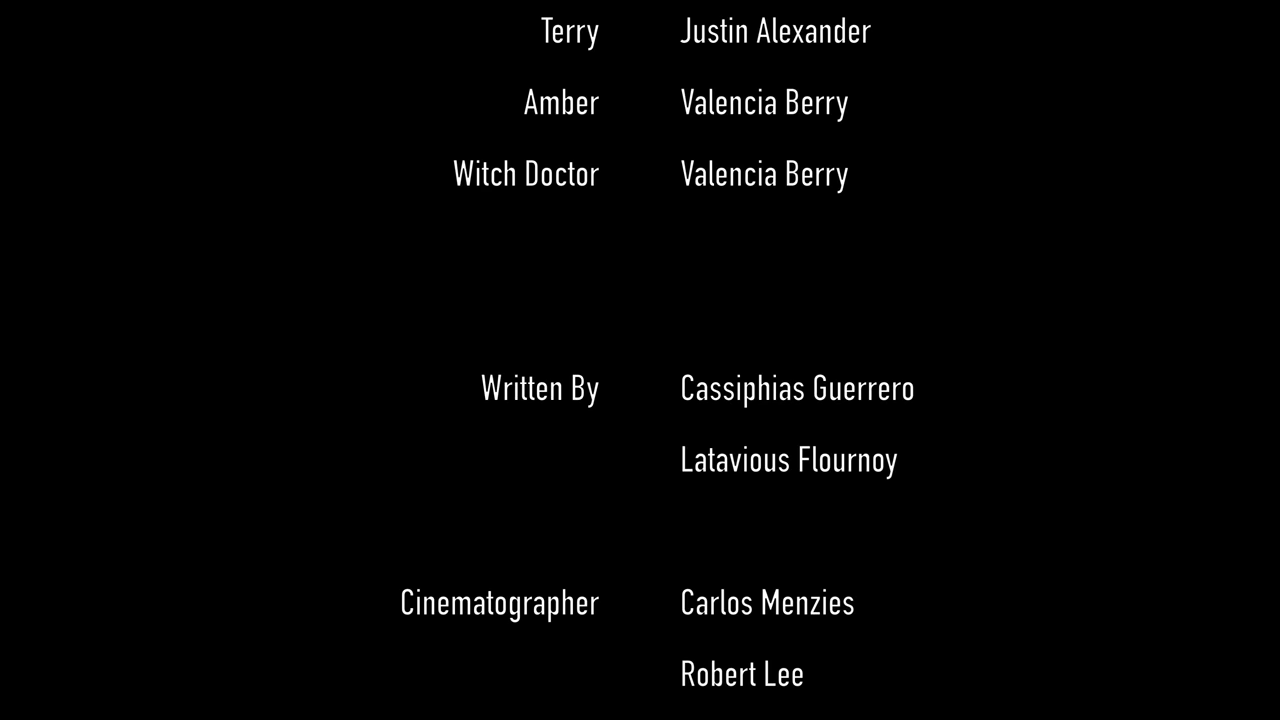 Terry Justin Alexander
Amber Valencia Berry
Witch Doctor Valencia Berry
Written By Cassiphias Guerrero
Latavious Flournoy
Cinematographer Carlos Menzies
Robert Lee